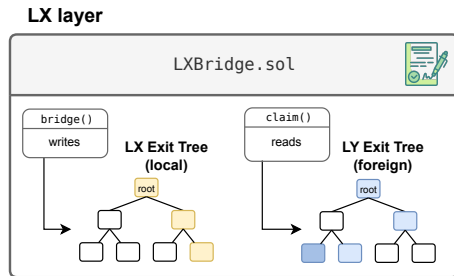 LX layer
LXBridge.sol
bridge()
writes
LX Exit Tree
(local)
root
claim()
reads
LY Exit Tree
(foreign)
root